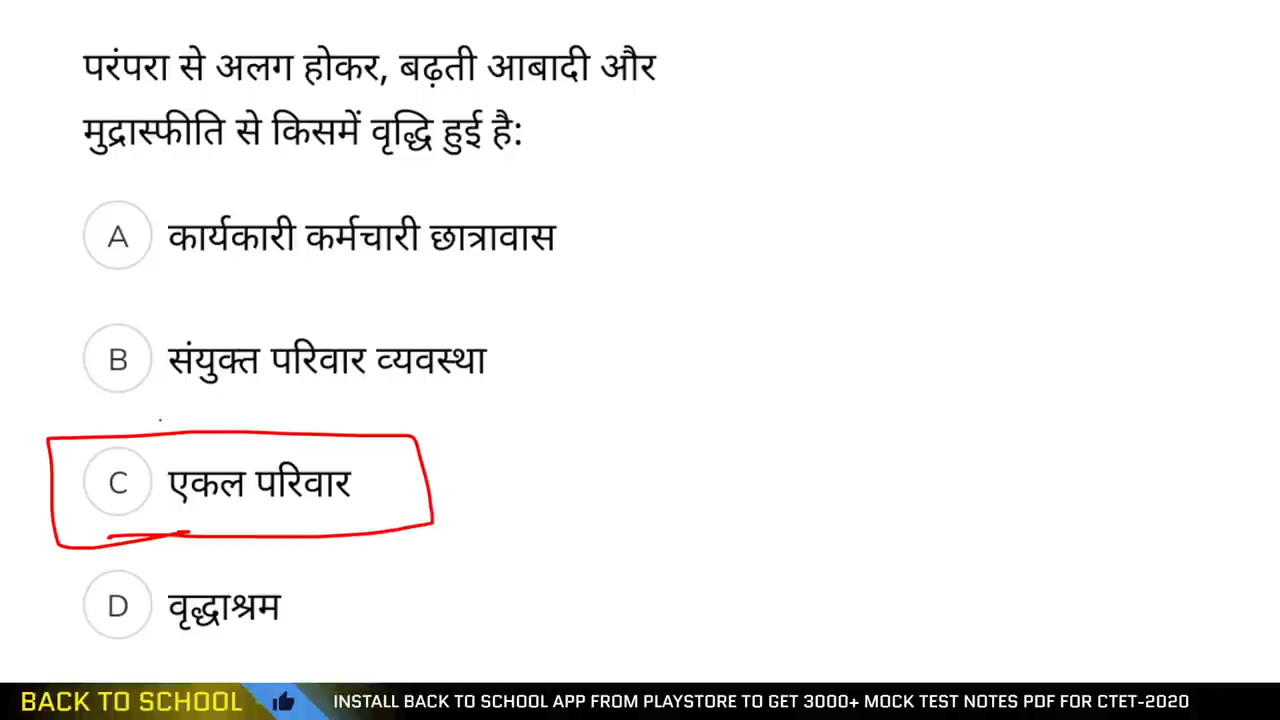 परंपरा से अलग होकर, बढ़ती आबादी और
मुद्रास्फीति से किसमें वृद्धि हुई है:
A कार्यकारी कर्मचारी छात्रावास
B संयुक्त परिवार व्यवस्था
C एकल परिवार
D वृद्धाश्रम
BACK TO SCHOOL INSTALL BACK TO SCHOOL APP FROM PLAYSTORE TO GET 3000+ MOCK TEST NOTES PDF FOR CTET-2020